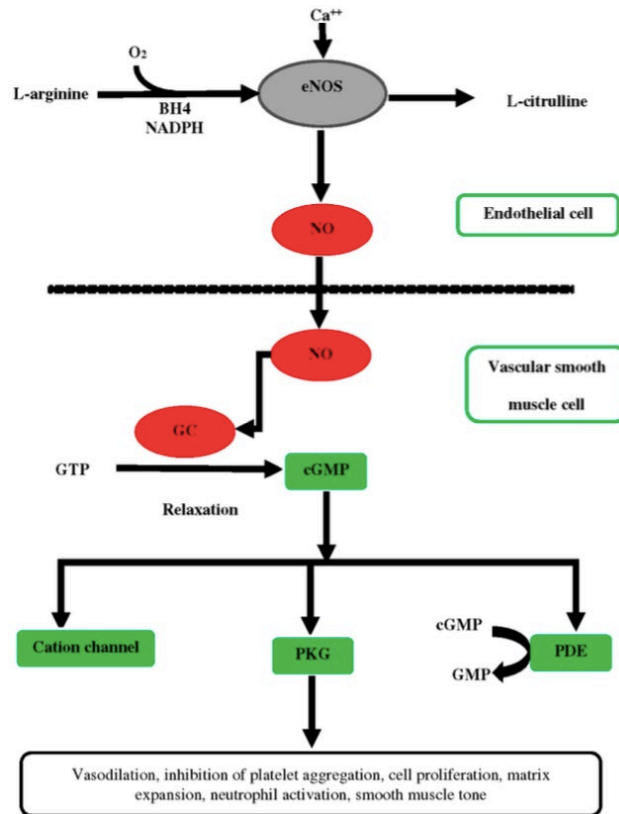 Ca++
O2
L-arginine
eNOS
L-citrulline
BH4
NADPH
NO
Endothelial cell
NO
Vascular smooth
muscle cell
GC
GTP
cGMP
Relaxation
Cation channel
PKG
cGMP
GMP
PDE
Vasodilation, inhibition of platelet aggregation, cell proliferation, matrix
expansion, neutrophil activation, smooth muscle tone